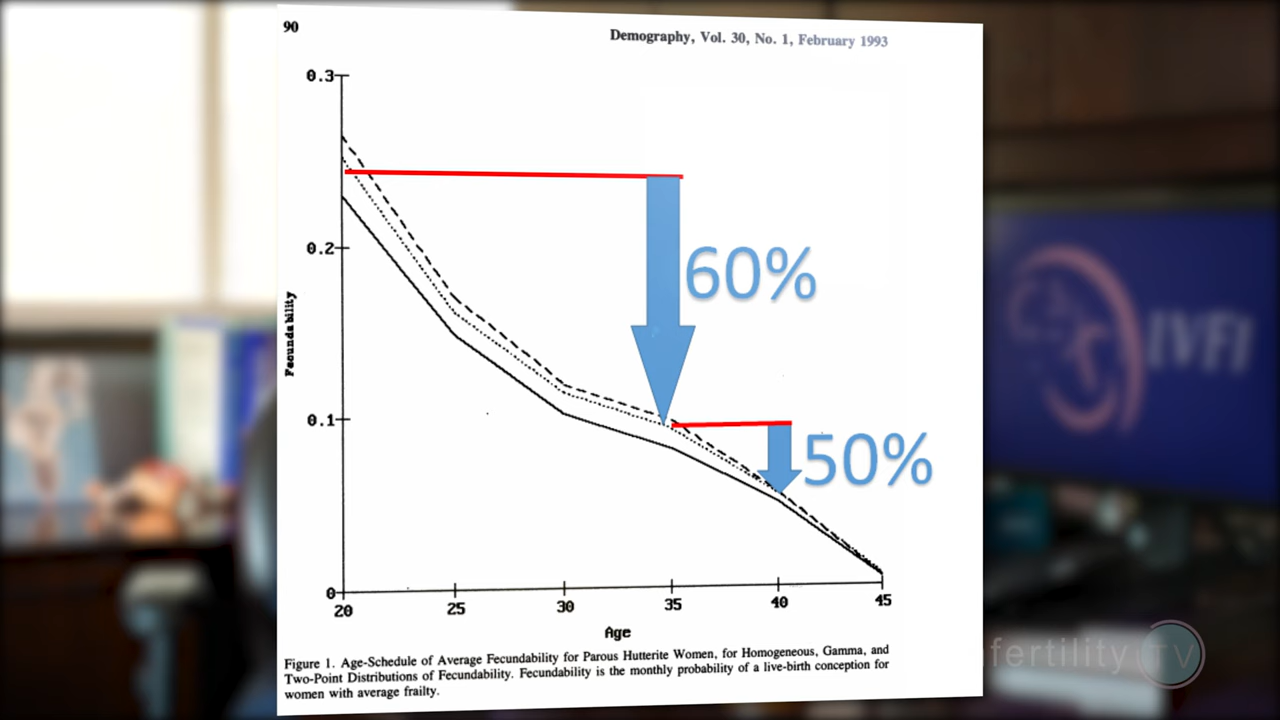 90
Demography, Vol. 30, No. 1, February 1993
0.3
0.2
0.1
0
Fecundability
60%
50%
20
25
30
35
40
45
Age
Figure 1. Age-Schedule of Average Fecundability for Parous Hutterite Women, for Homogeneous, Gamma, and
Two-Point Distributions of Fecundability. Fecundability is the monthly probability of a live-birth conception for
women with average frailty.
IVFI
fertility TV